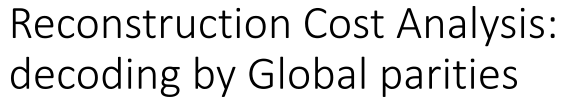 Reconstruction Cost Analysis:
decoding by Global parities